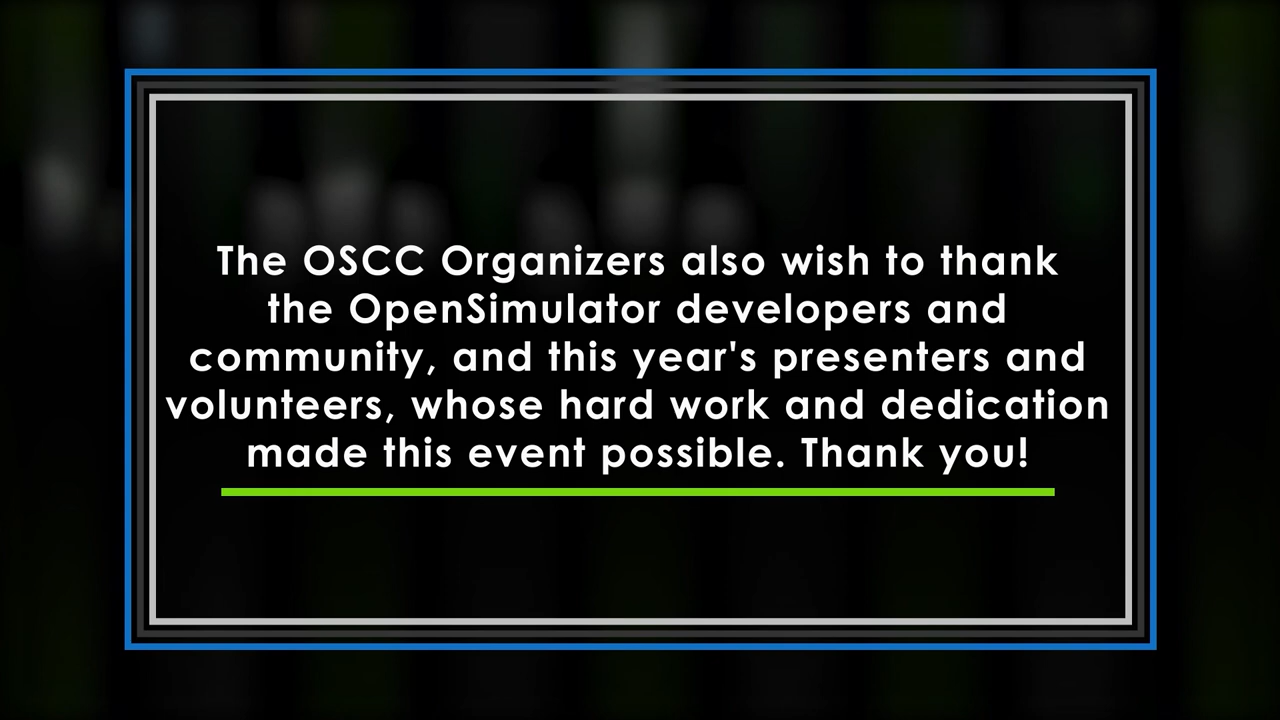 The OSCC Organizers also wish to thank
the OpenSimulator developers and
community, and this year's presenters and
volunteers, whose hard work and dedication
made this event possible. Thank you!